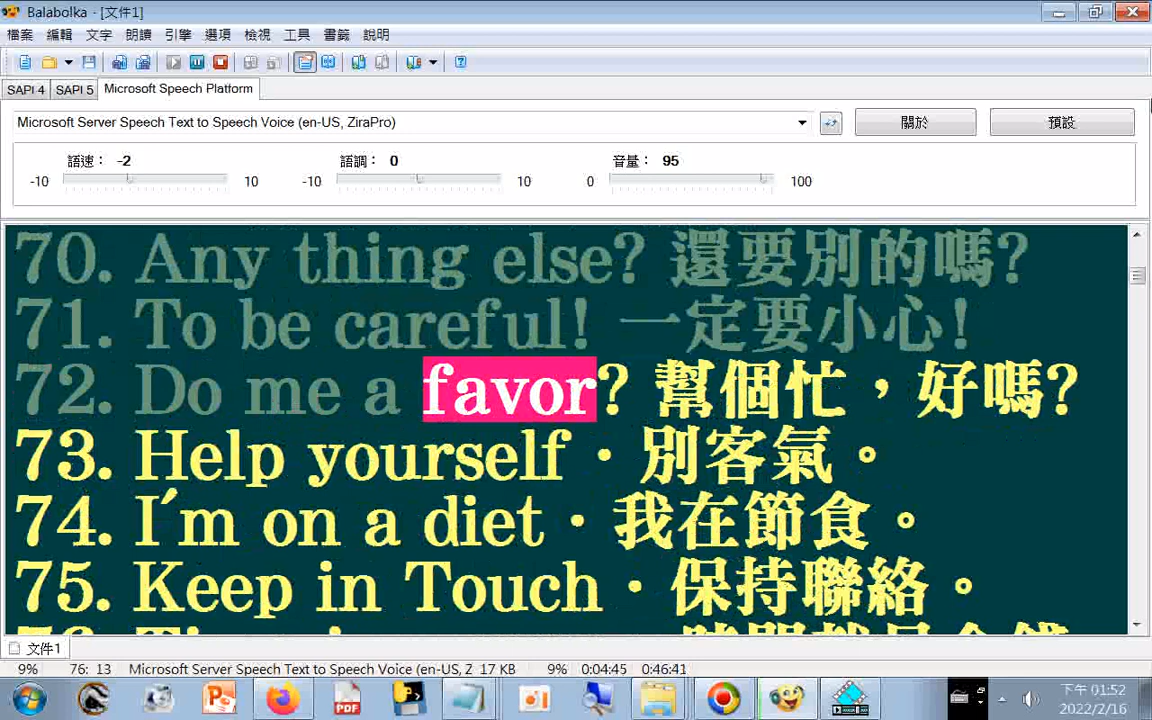 Balabolka - [文件1]
檔案 編輯 文字 朗讀 引擎 選項 檢視 工具 書籤 說明
SAPI 4 SAPI 5 Microsoft Speech Platform
Microsoft Server Speech Text to Speech Voice (en-US, ZiraPro) 關於 預設
語速： -2 語調： 0 音量： 95
-10 10 -10 10 0 100
70. Any thing else? 還要別的嗎?
71. To be careful! 一定要小心!
72. Do me a favor? 幫個忙，好嗎?
73. Help yourself．別客氣。
74. I'm on a diet．我在節食。
75. Keep in Touch．保持聯絡。
文件1
9% 76: 13 Microsoft Server Speech Text to Speech Voice (en-US, Z 17 KB 9% 0:04:45 0:46:41
PDF
下午 01:52
2022/2/16